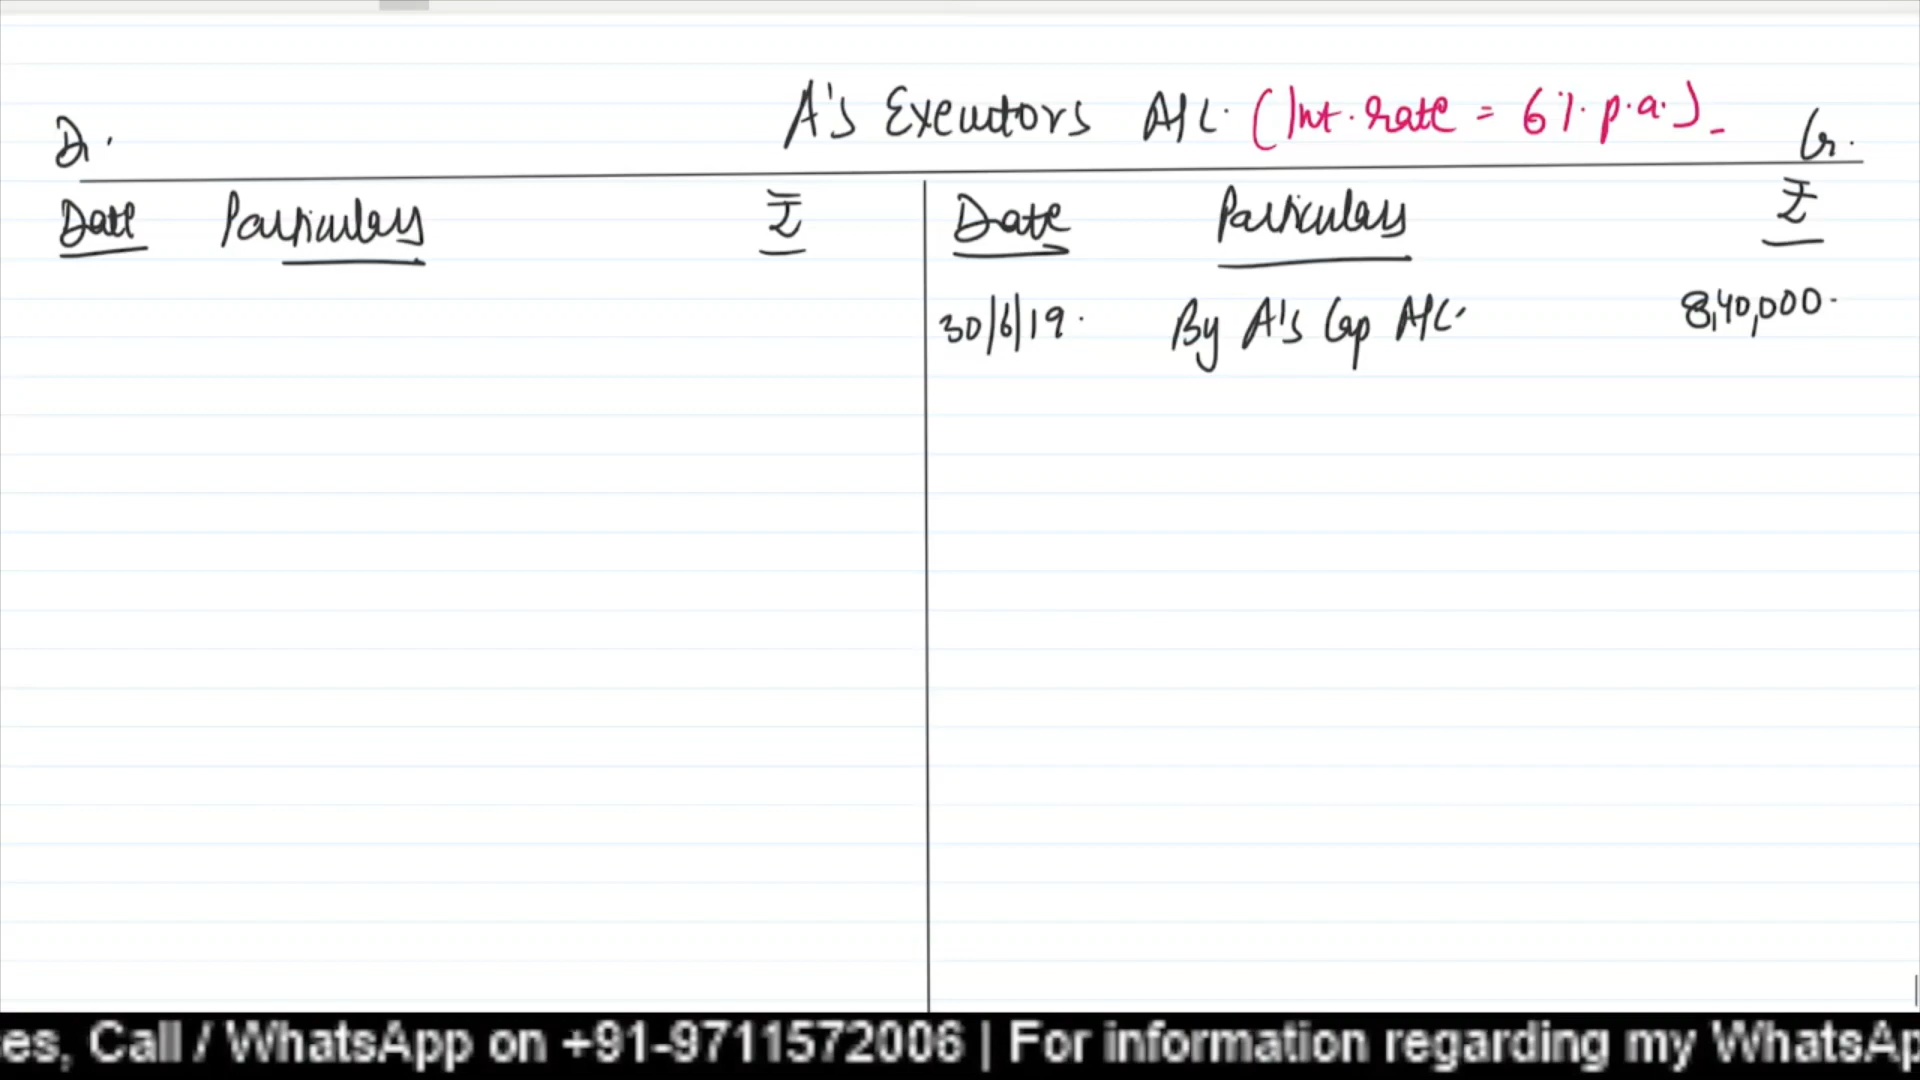 A's Executors A/c. (Int. rate = 6% p.a.)
Dr. Cr.
Date Particulars ₹ Date Particulars ₹
30/6/19. By A's Cap A/c. 8,40,000.
es, Call / WhatsApp on +91-9711572006 | For information regarding my WhatsAp